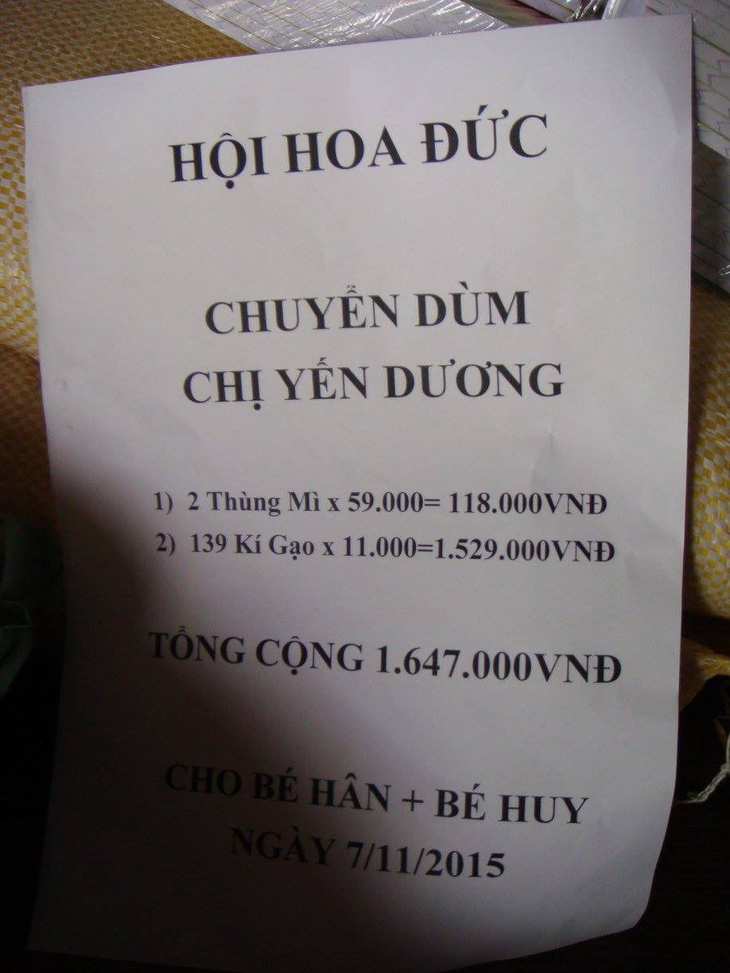 HỘI HOA ĐỨC
CHUYỂN DÙM
CHỊ YẾN DƯƠNG
1) 2 Thùng Mì x 59.000= 118.000VNĐ
2) 139 Kí Gạo x 11.000=1.529.000VNĐ
TỔNG CỘNG 1.647.000VNĐ
CHO BÉ HÂN + BÉ HUY
NGÀY 7/11/2015